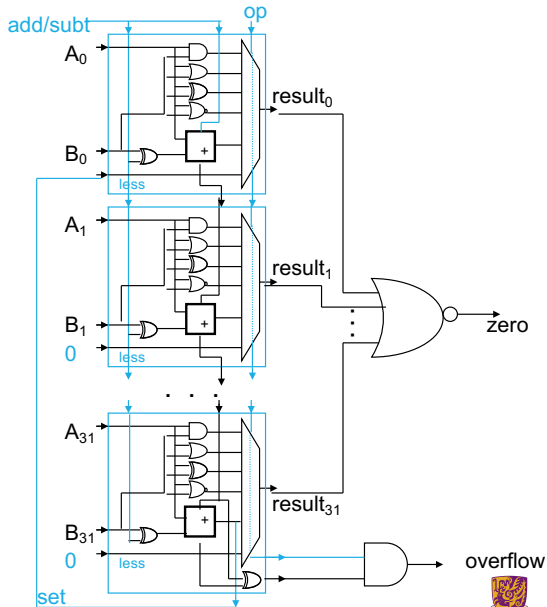 add/subt op
A0
result0
+
B0
less
A1
result1
+
B1
0
less
zero
. . .
A31
result31
+
B31
0
less
overflow
set